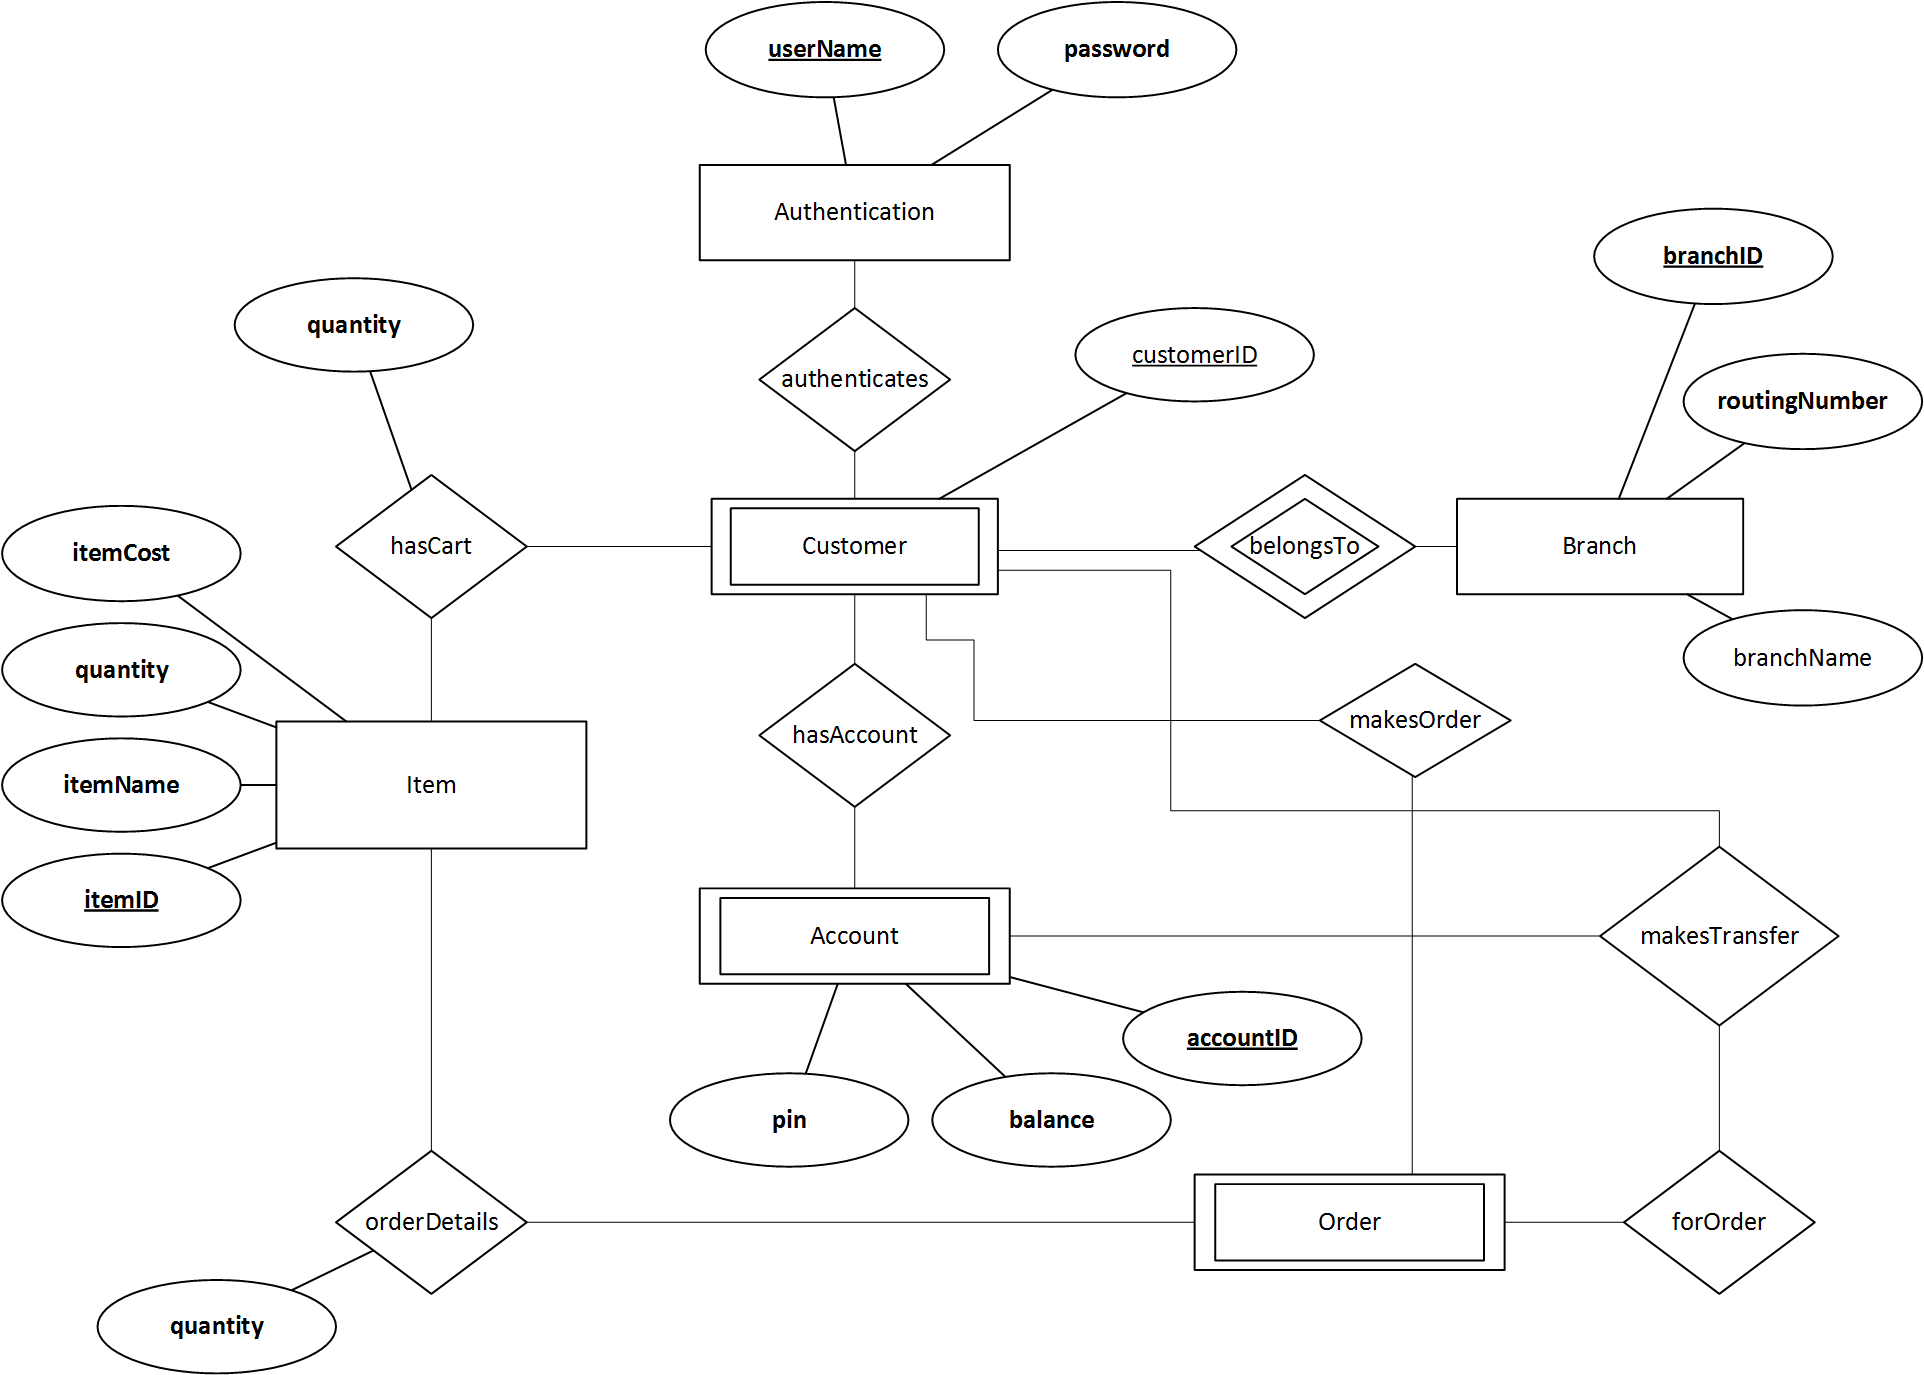 userName
password
Authentication
branchID
quantity
customerID
authenticates
routingNumber
itemCost
hasCart
Customer
belongsTo
Branch
quantity
branchName
makesOrder
hasAccount
itemName
Item
itemID
Account
makesTransfer
accountID
pin
balance
orderDetails
Order
forOrder
quantity